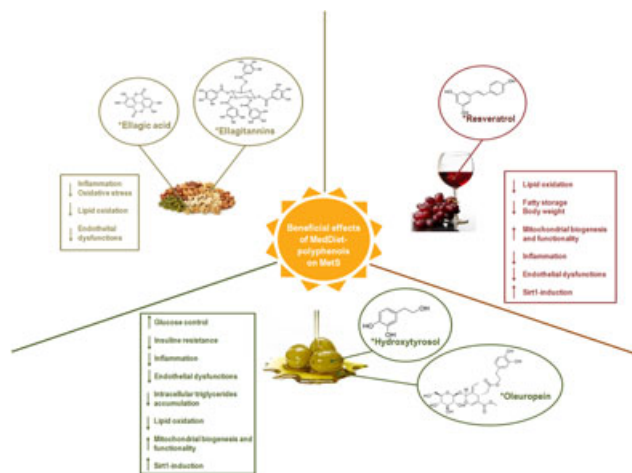 *Ellagic acid
*Ellagitannins
Inflammation
Oxidative stress
Lipid oxidation
Endothelial
dysfunctions
*Resveratrol
Lipid oxidation
Fatty storage
Body weight
Mitochondrial biogenesis
and functionality
Inflammation
Endothelial dysfunctions
Sirt1-induction
Beneficial effects
of MedDiet-
polyphenols
on MetS
Glucose control
Insuline resistance
Inflammation
Endothelial dysfunctions
Intracellular triglycerides
accumulation
Lipid oxidation
Mitochondrial biogenesis and
functionality
Sirt1-induction
*Hydroxytyrosol
*Oleuropein